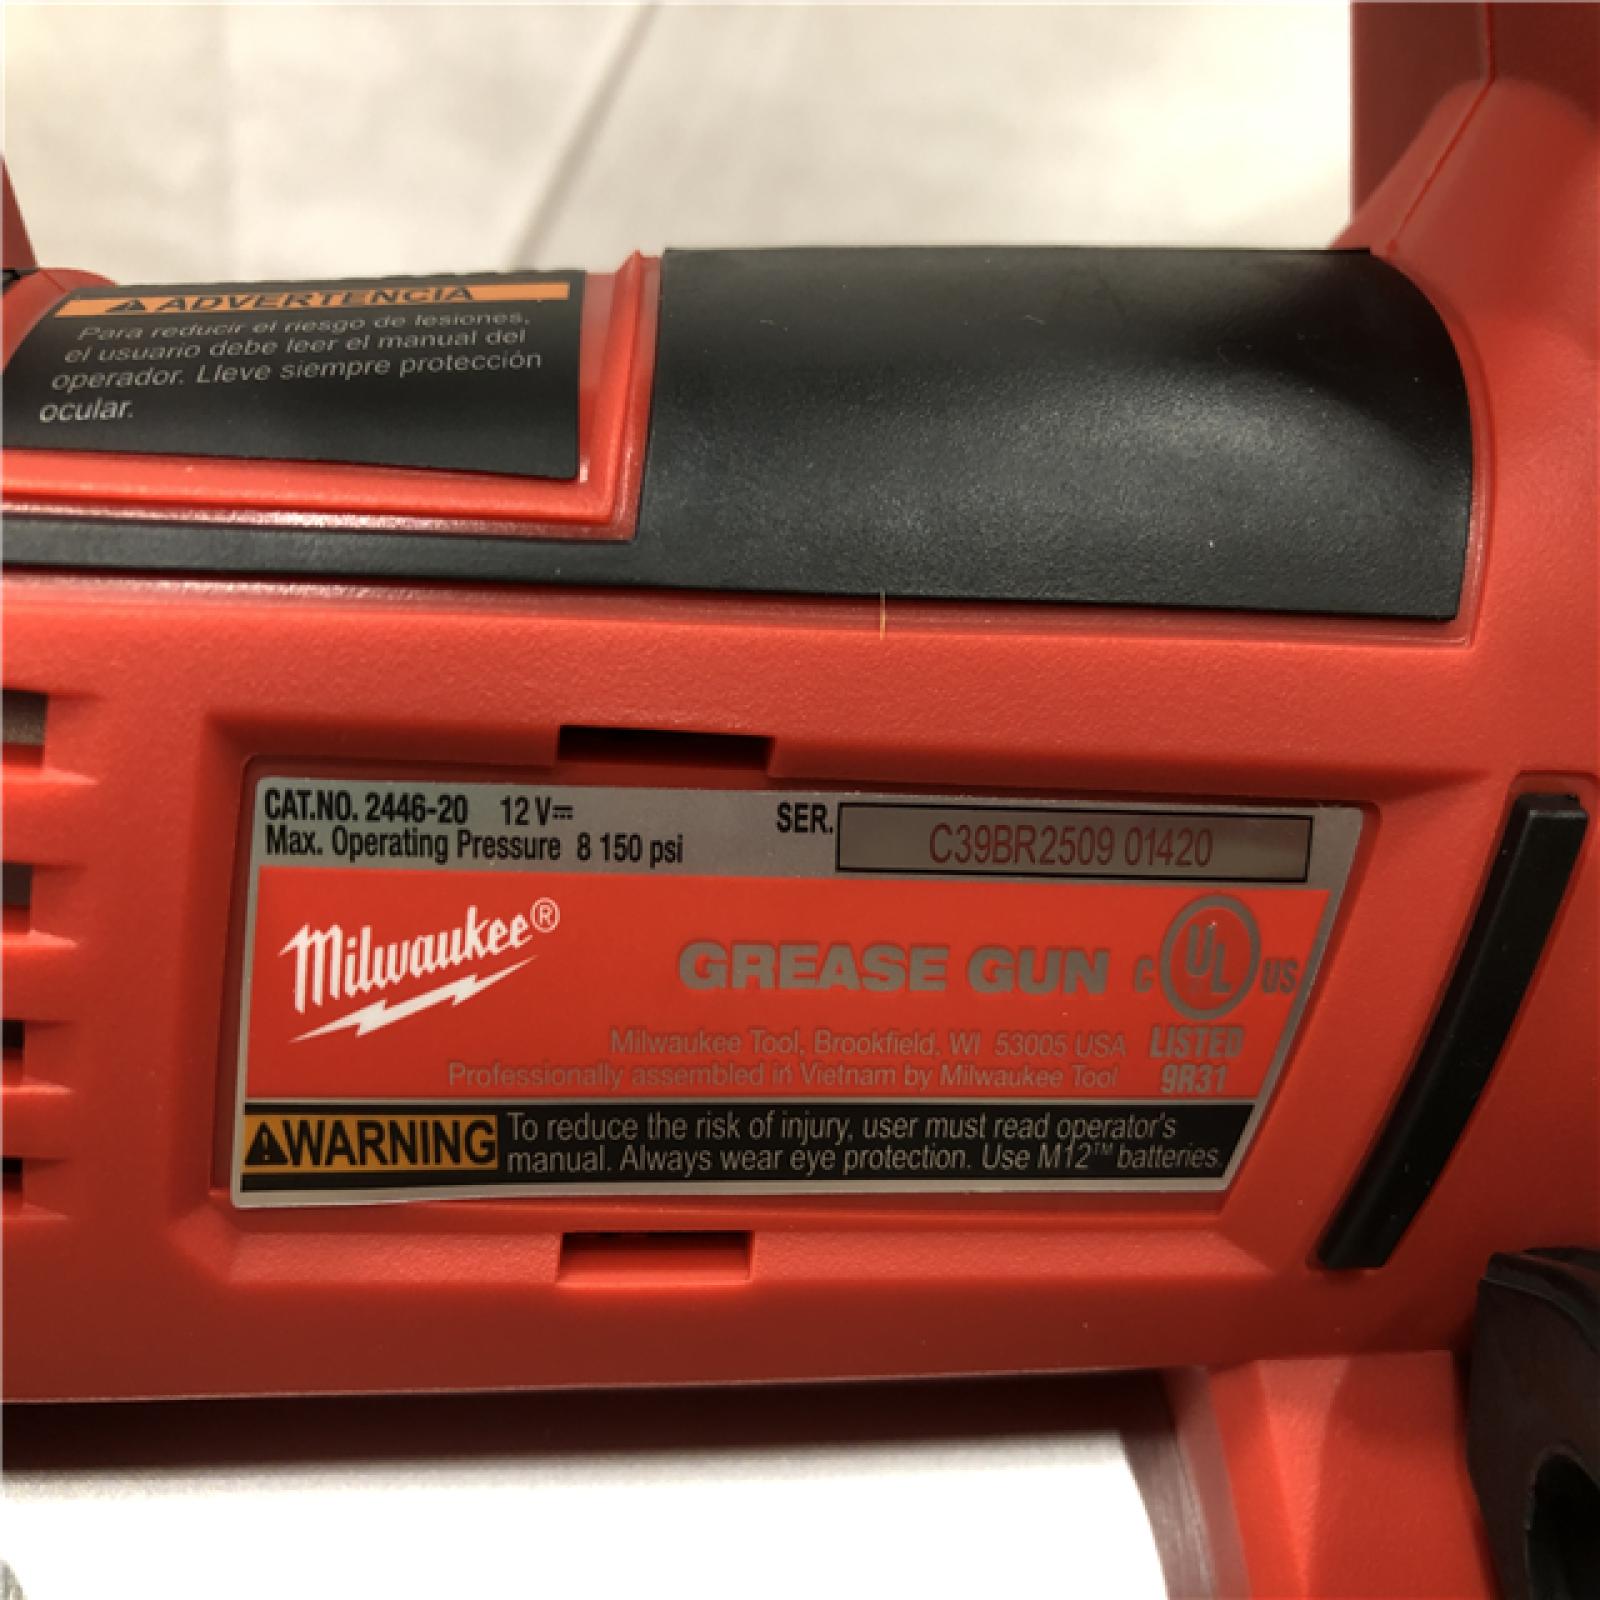 ⚠ADVERTENCIA
Para reducir el riesgo de lesiones,
el usuario debe leer el manual del
operador. Lleve siempre protección
ocular.
CAT.NO. 2446-20 12 V⎓ SER. C39BR2509 01420
Max. Operating Pressure 8 150 psi
Milwaukee®
GREASE GUN C UL US
LISTED
9R31
Milwaukee Tool, Brookfield, WI 53005 USA
Professionally assembled in Vietnam by Milwaukee Tool
⚠WARNING To reduce the risk of injury, user must read operator's
manual. Always wear eye protection. Use M12™ batteries.